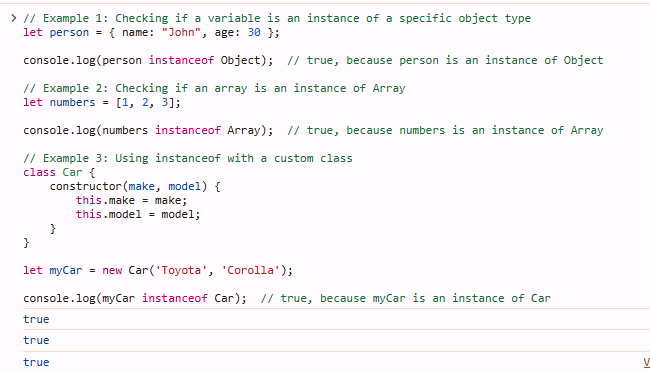 // Example 1: Checking if a variable is an instance of a specific object type
let person = { name: "John", age: 30 };
console.log(person instanceof Object);  // true, because person is an instance of Object
// Example 2: Checking if an array is an instance of Array
let numbers = [1, 2, 3];
console.log(numbers instanceof Array);  // true, because numbers is an instance of Array
// Example 3: Using instanceof with a custom class
class Car {
    constructor(make, model) {
        this.make = make;
        this.model = model;
    }
}
let myCar = new Car('Toyota', 'Corolla');
console.log(myCar instanceof Car);  // true, because myCar is an instance of Car
true
true
true